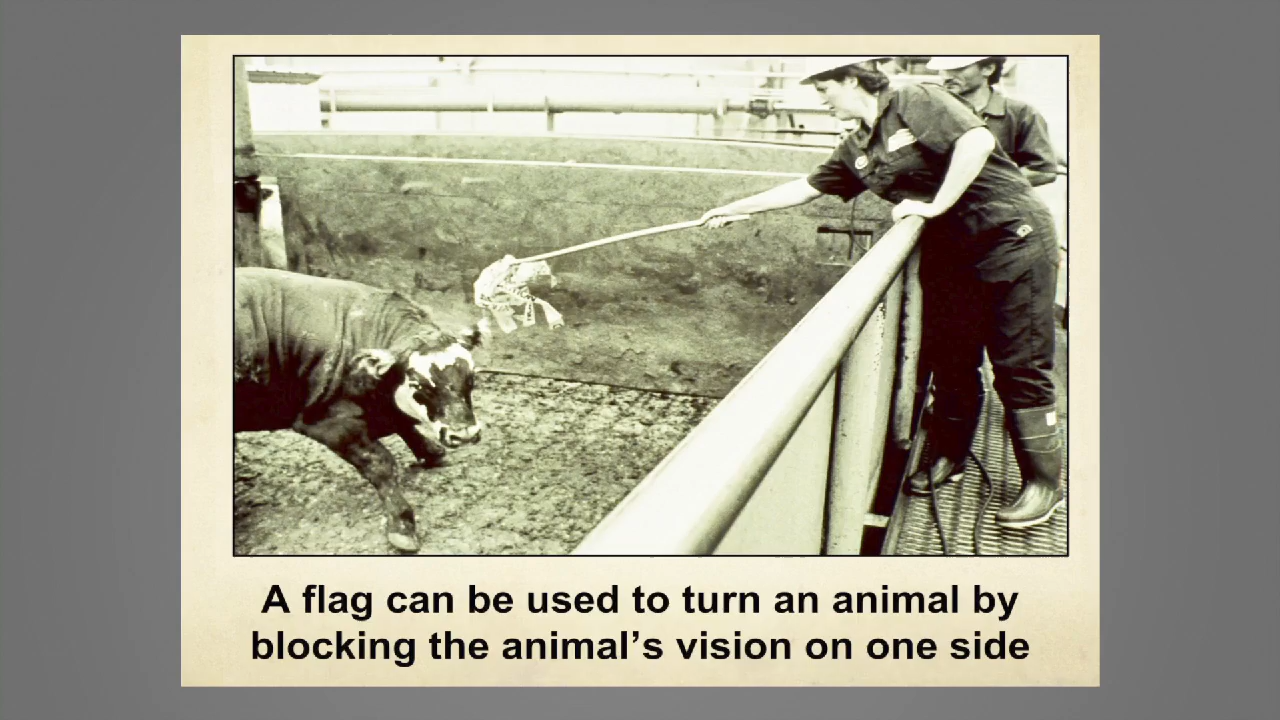 A flag can be used to turn an animal by
blocking the animal’s vision on one side